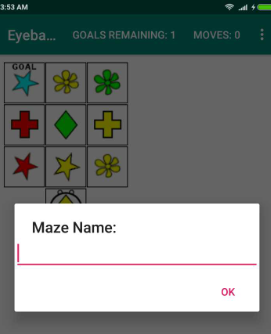 3:53 AM
Eyeba... GOALS REMAINING: 1 MOVES: 0
GOAL
Maze Name:
OK